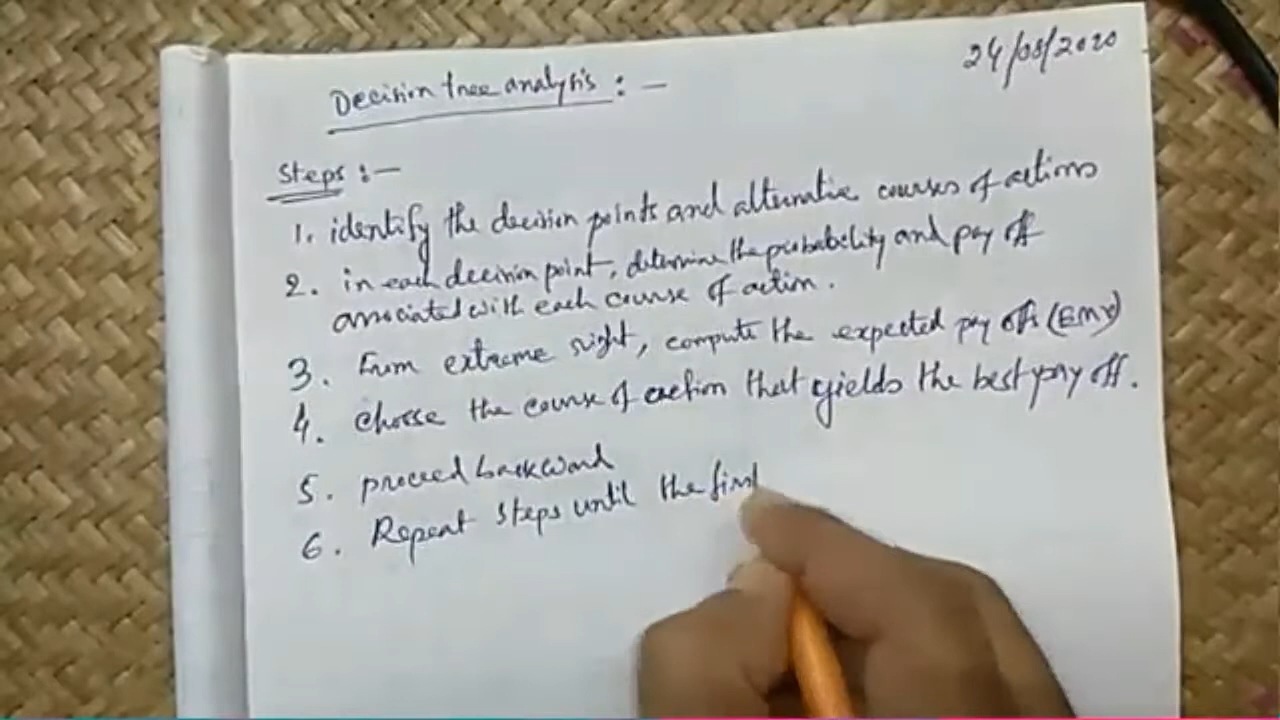 24/08/2020
Decision tree analysis : —
Steps : —
1. identify the decision points and alternative courses of actions
2. in each decision point, determine the probability and pay off
associated with each course of action.
3. From extreme right, compute the expected pay offs (EMV)
4. choose the course of action that yields the best pay off.
5. proceed backward
6. Repeat steps until the first